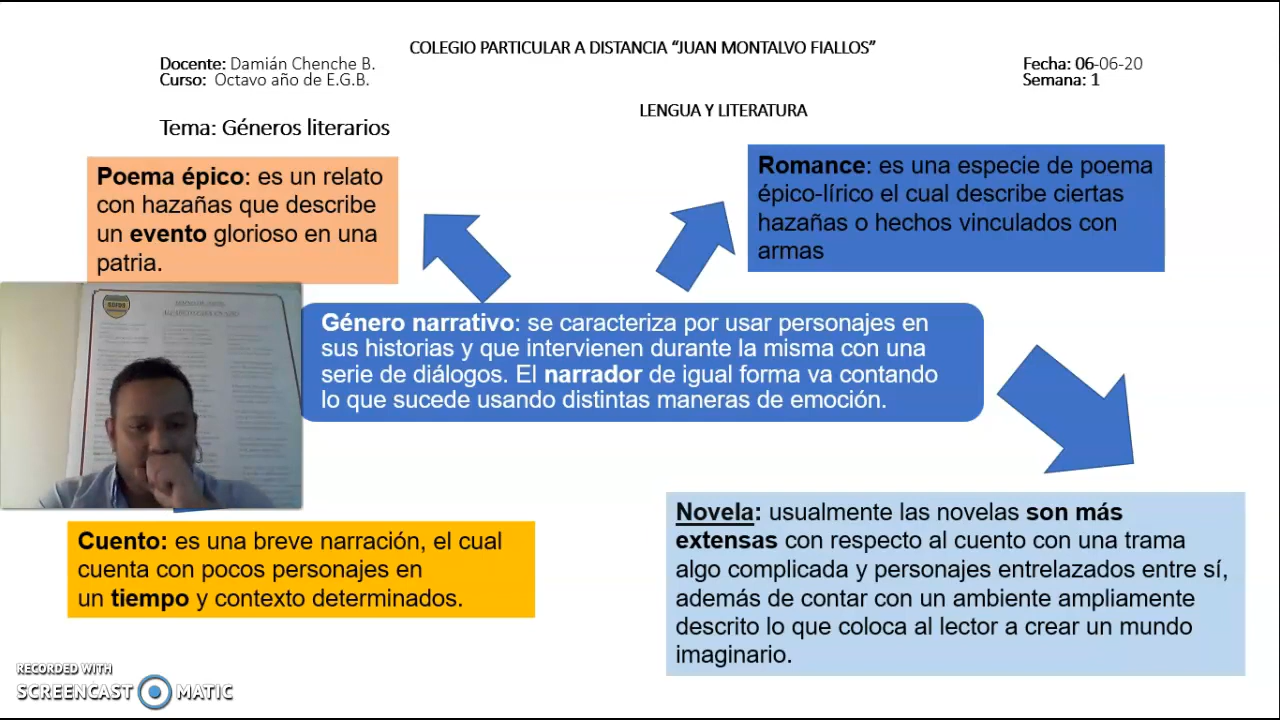 COLEGIO PARTICULAR A DISTANCIA “JUAN MONTALVO FIALLOS”
Docente: Damián Chenche B.
Curso: Octavo año de E.G.B.
Fecha: 06-06-20
Semana: 1
LENGUA Y LITERATURA
Tema: Géneros literarios
Poema épico: es un relato
con hazañas que describe
un evento glorioso en una
patria.
Romance: es una especie de poema
épico-lírico el cual describe ciertas
hazañas o hechos vinculados con
armas
Género narrativo: se caracteriza por usar personajes en
sus historias y que intervienen durante la misma con una
serie de diálogos. El narrador de igual forma va contando
lo que sucede usando distintas maneras de emoción.
Cuento: es una breve narración, el cual
cuenta con pocos personajes en
un tiempo y contexto determinados.
Novela: usualmente las novelas son más
extensas con respecto al cuento con una trama
algo complicada y personajes entrelazados entre sí,
además de contar con un ambiente ampliamente
descrito lo que coloca al lector a crear un mundo
imaginario.
RECORDED WITH
SCREENCAST MATIC